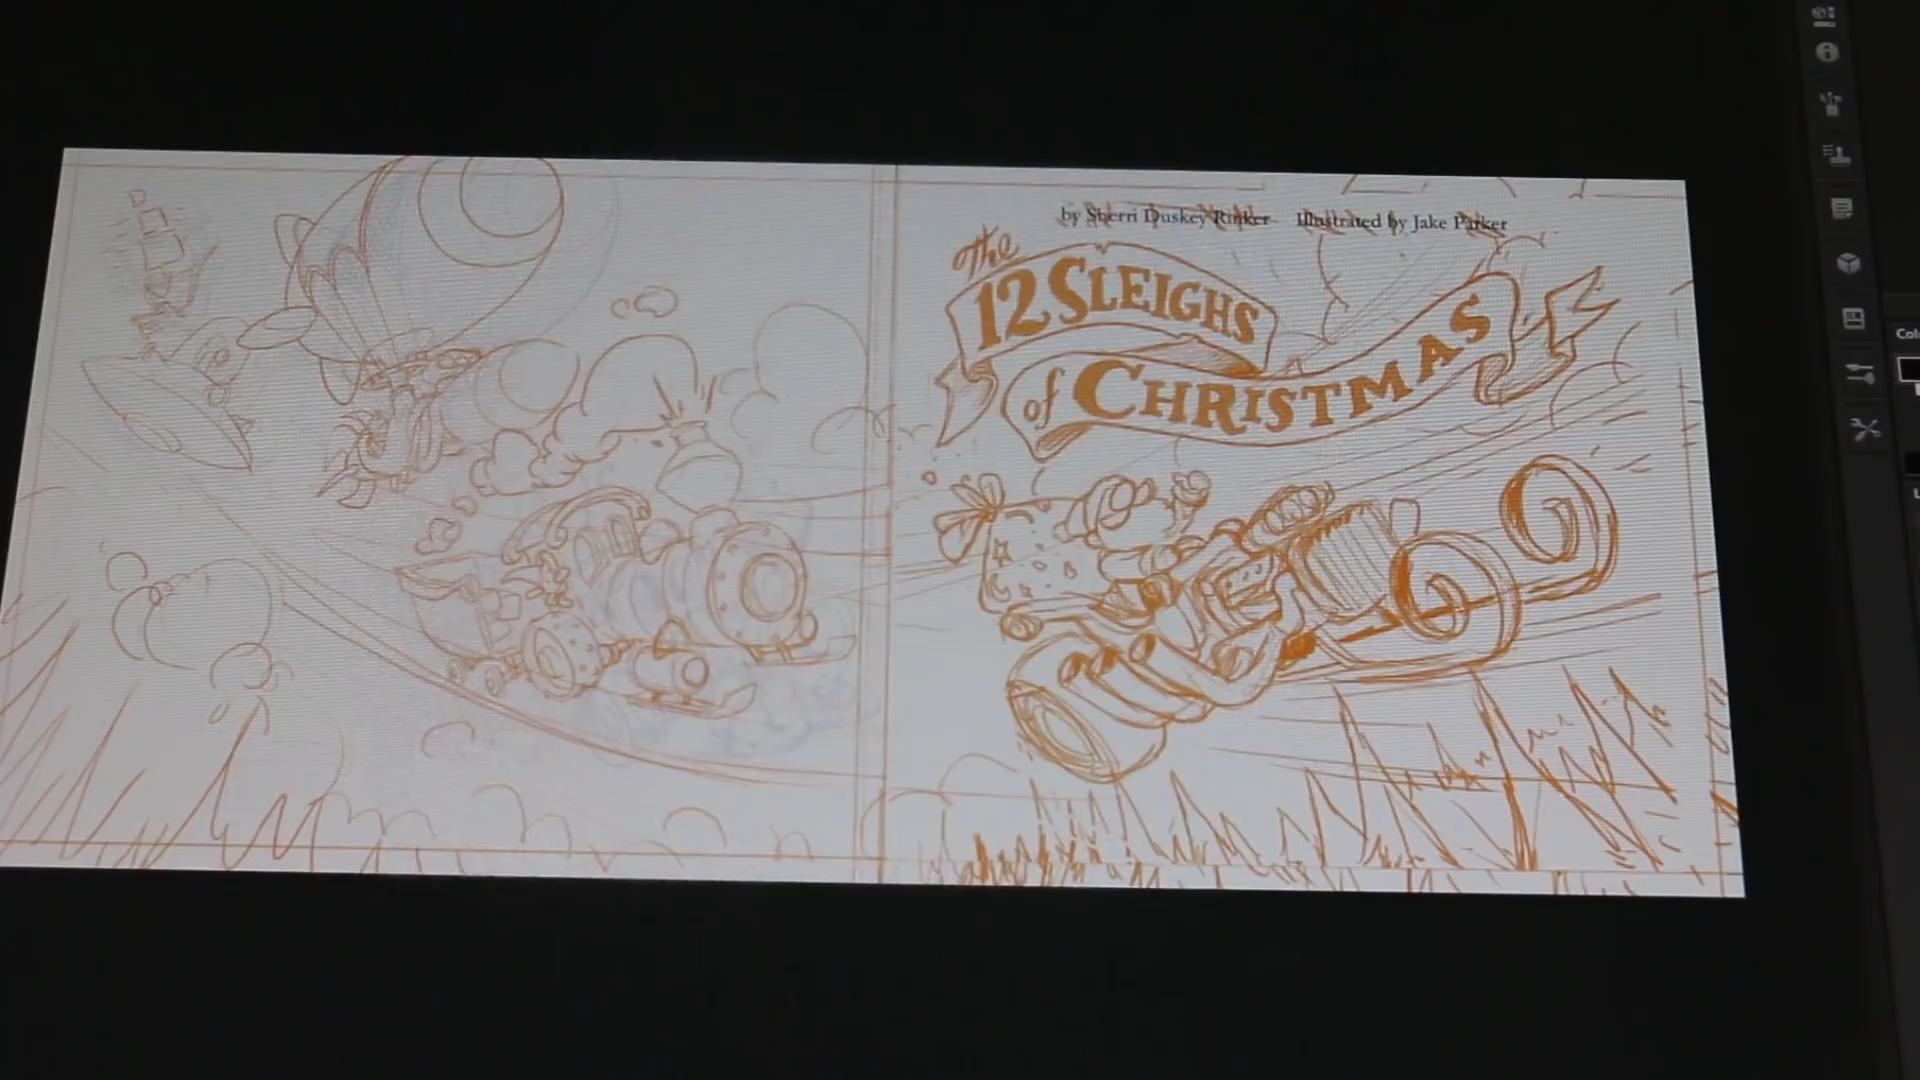 by Sherri Duskey Rinker Illustrated by Jake Parker
The
12 SLEIGHS
of CHRISTMAS